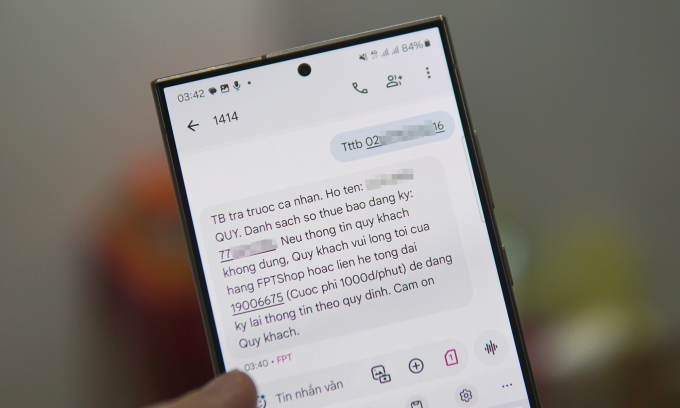 03:42
84%
1414
Tttb 02 16
TB tra truoc ca nhan. Ho ten:
QUY. Danh sach so thue bao dang ky:
77 Neu thong tin quy khach
khong dung, Quy khach vui long toi cua
hang FPTShop hoac lien he tong dai
19006675 (Cuoc phi 1000d/phut) de dang
ky lai thong tin theo quy dinh. Cam on
Quy khach.
03:40 • FPT
Tin nhắn văn
1